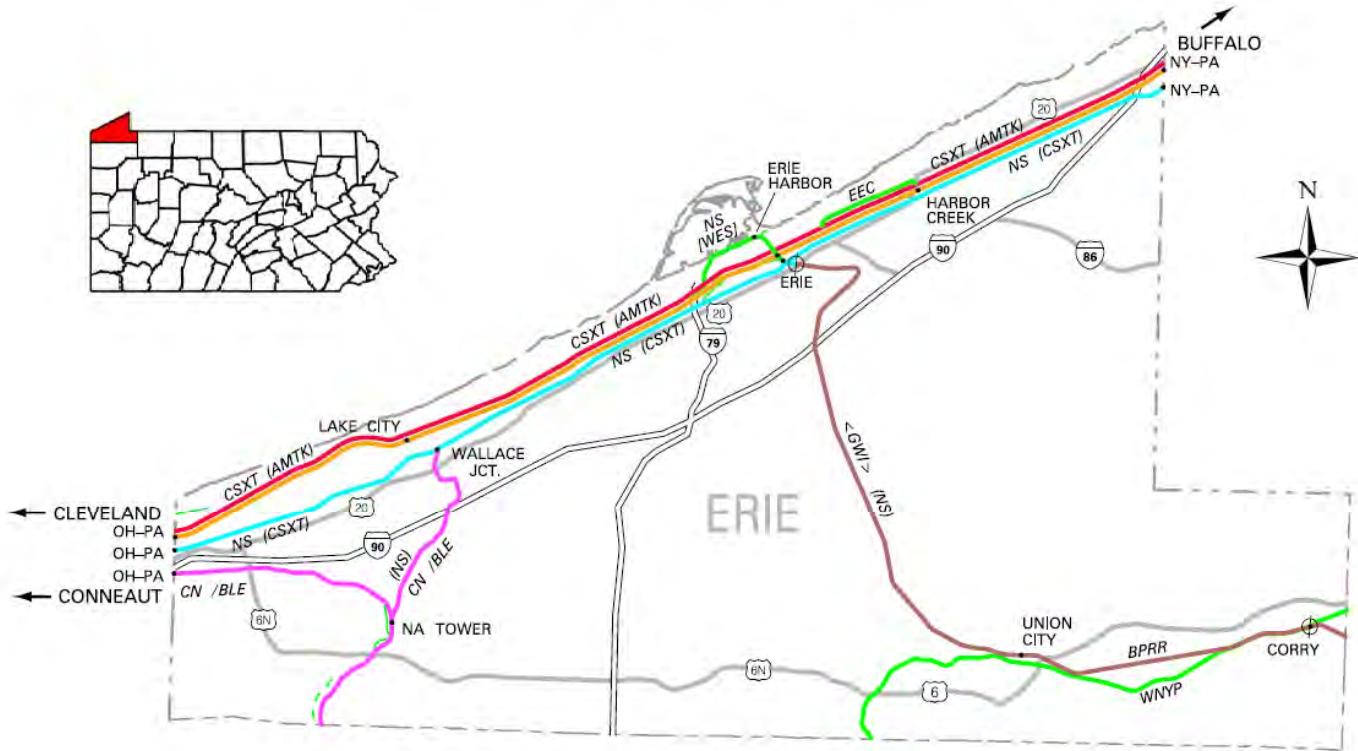 BUFFALO
NY–PA
NY–PA
20
CSXT (AMTK)
NS (CSXT)
ERIE
HARBOR
EEC
HARBOR
CREEK
NS
[WES]
N
90
86
ERIE
20
79
CSXT (AMTK)
NS (CSXT)
LAKE CITY
WALLACE
JCT.
<GWI> (NS)
CSXT (AMTK)
CLEVELAND
OH–PA
20
NS (CSXT)
OH–PA
90
ERIE
OH–PA
CN /BLE
CONNEAUT
(NS)
CN /BLE
6N
NA TOWER
UNION
CITY
BPRR
CORRY
6N
6
WNYP